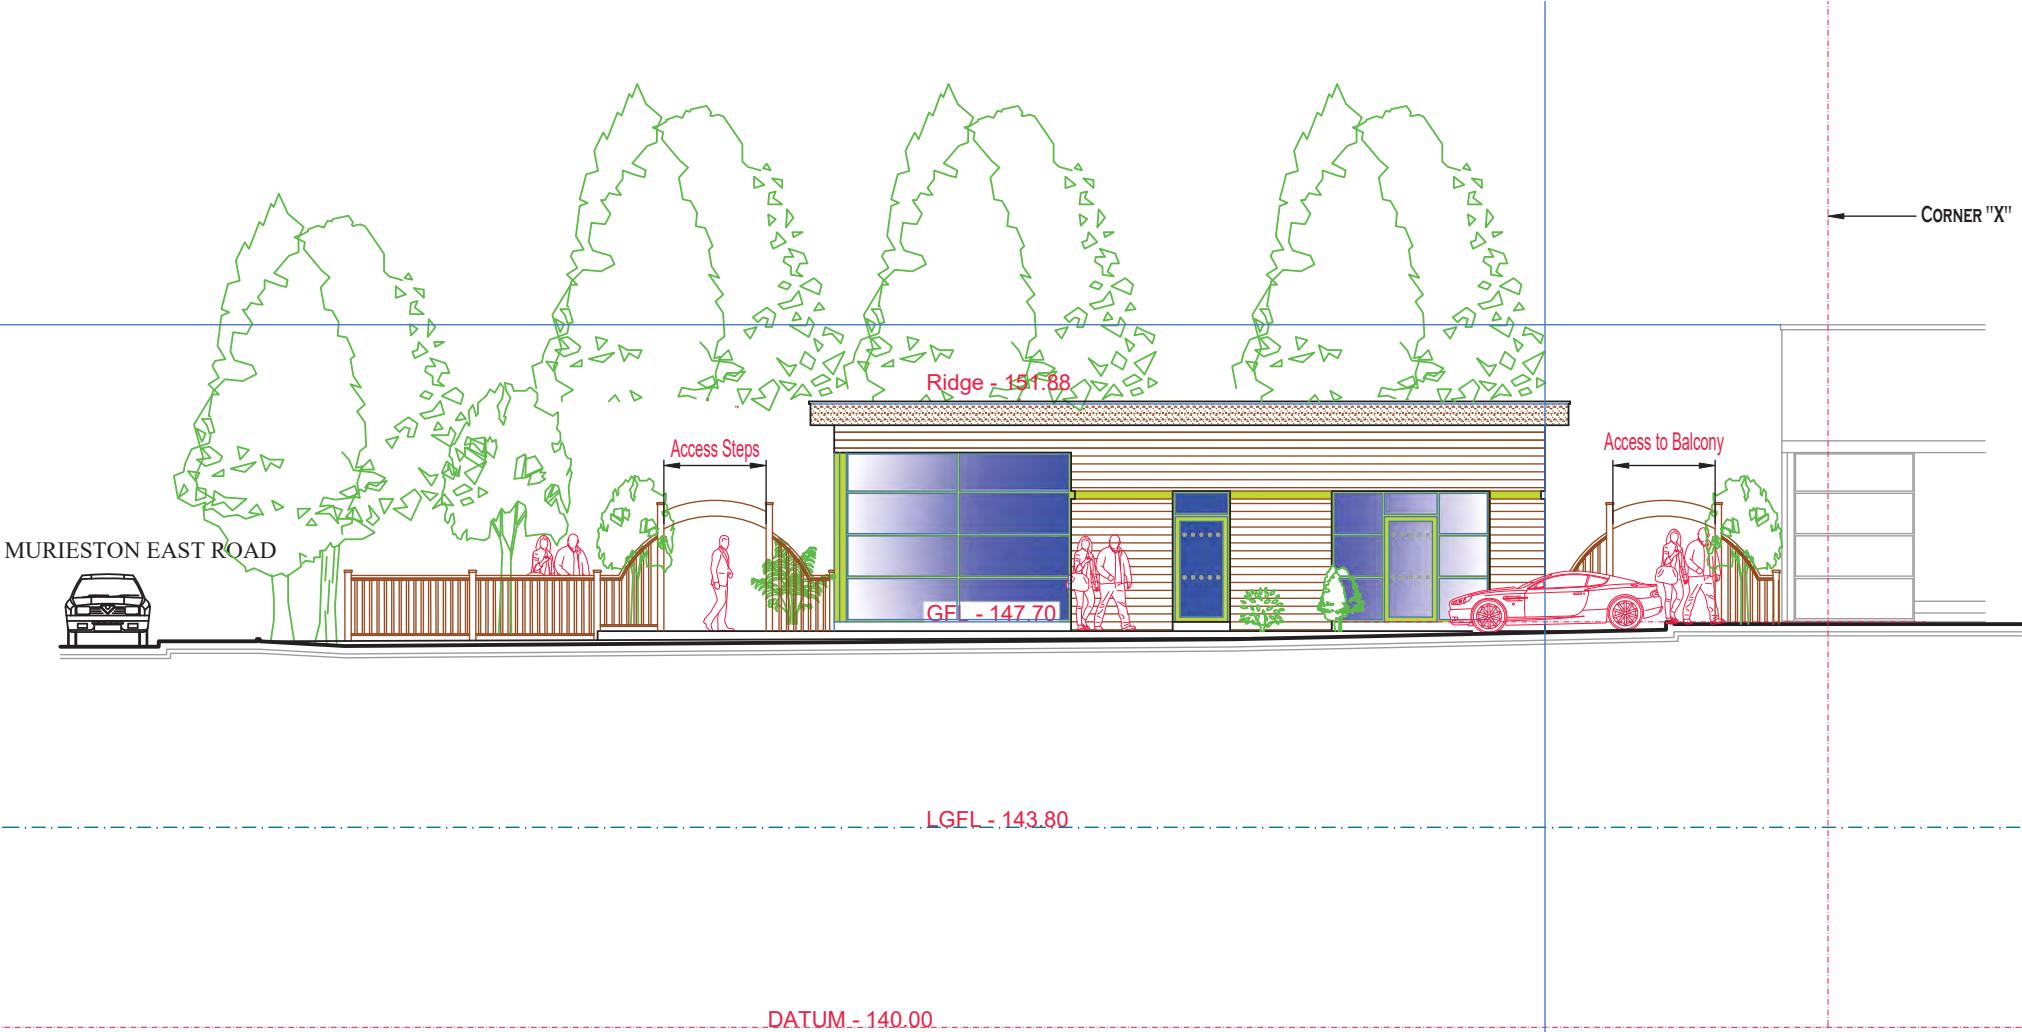 CORNER "X"
Ridge - 151.88
Access Steps
Access to Balcony
MURIESTON EAST ROAD
GFL - 147.70
LGFL - 143.80
DATUM - 140.00